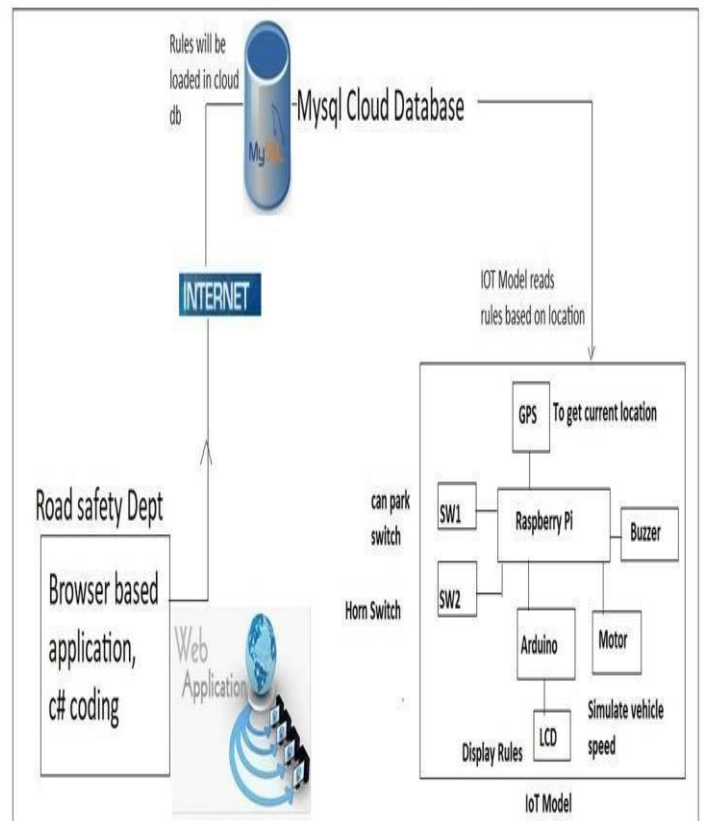 Rules will be
loaded in cloud
db
MySQL
Mysql Cloud Database
INTERNET
IOT Model reads
rules based on location
Road safety Dept
Browser based
application,
c# coding
Web
Application
GPS
To get current location
can park
switch
SW1
Raspberry Pi
Buzzer
Horn Switch
SW2
Arduino
Motor
Simulate vehicle
speed
Display Rules
LCD
IoT Model